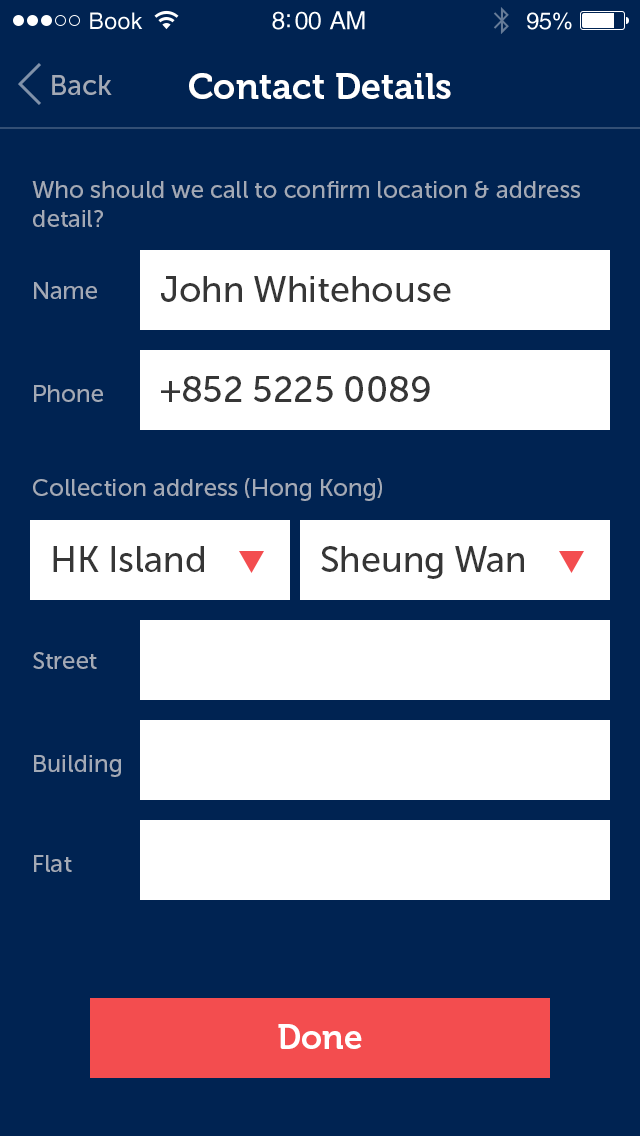 Book 8:00 AM 95%
Back Contact Details
Who should we call to confirm location & address
detail?
Name John Whitehouse
Phone +852 5225 0089
Collection address (Hong Kong)
HK Island Sheung Wan
Street
Building
Flat
Done